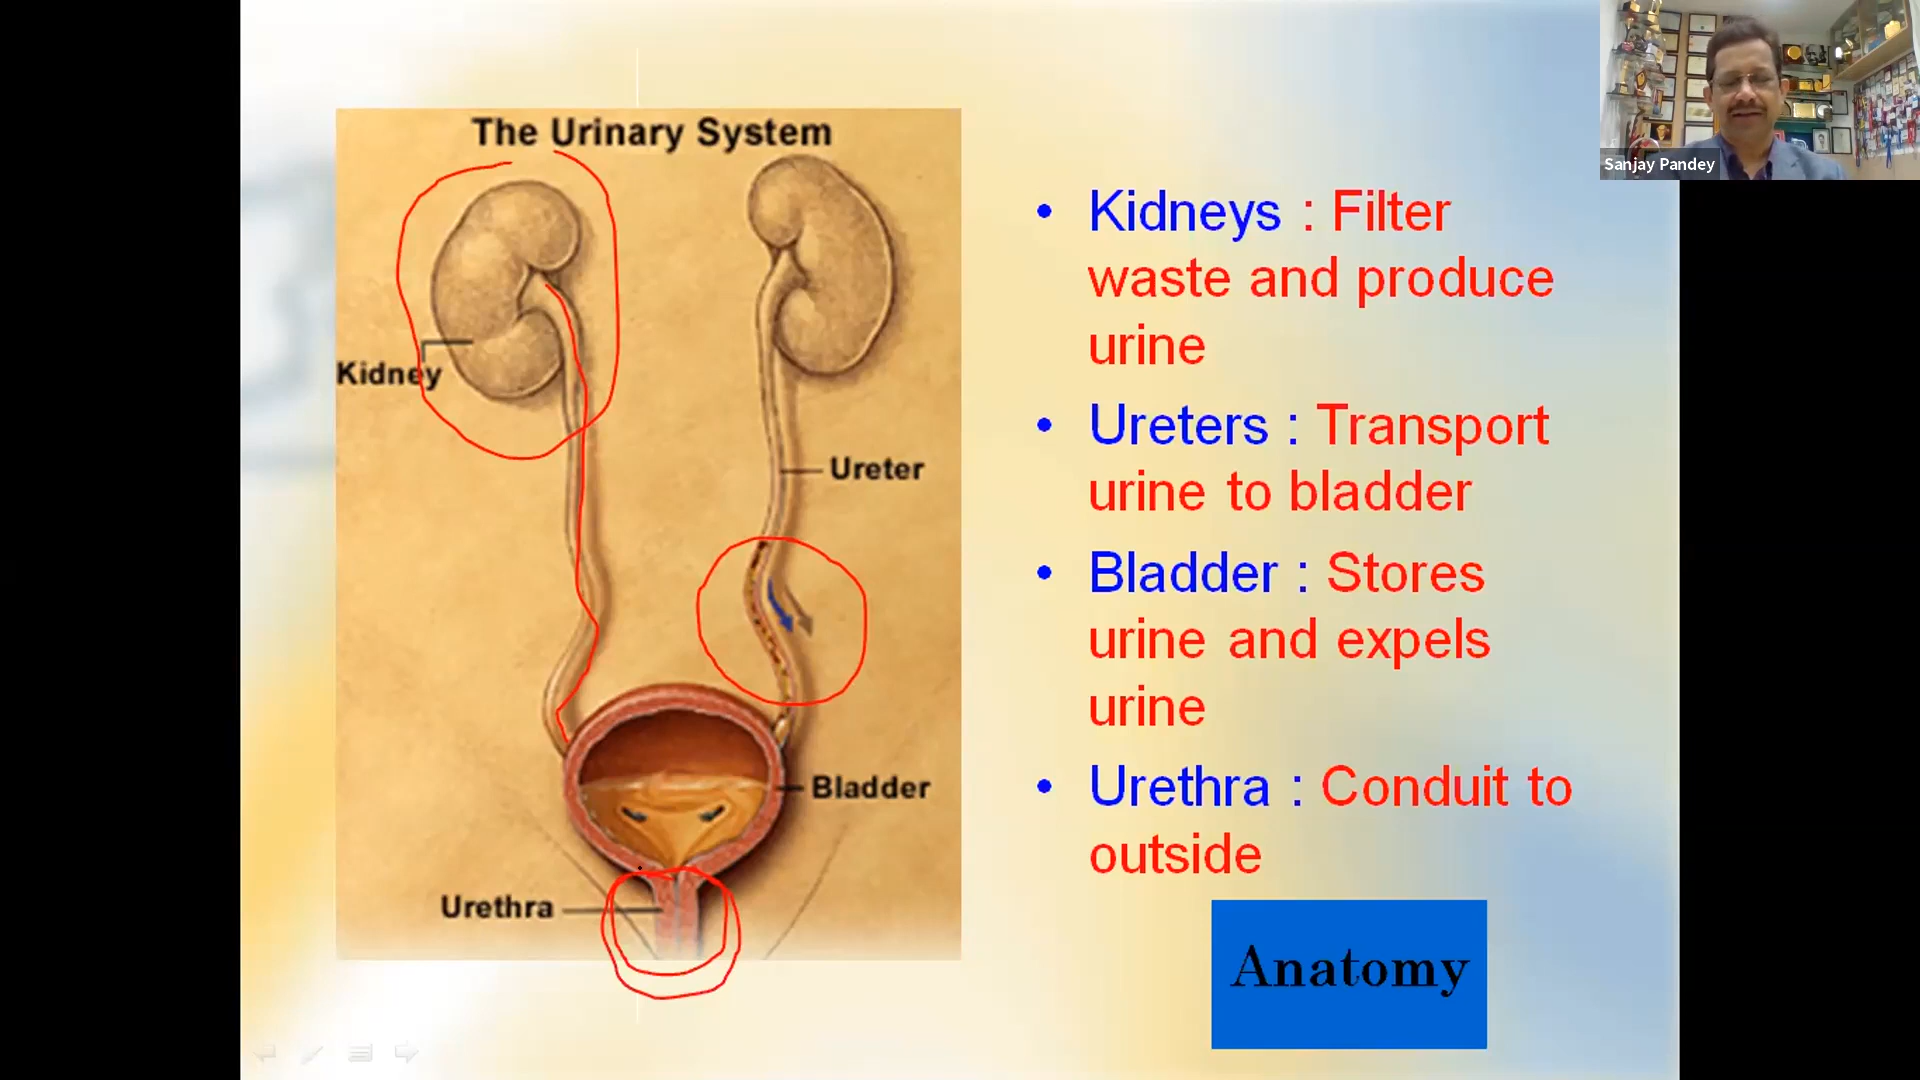 The Urinary System
Kidney
Ureter
Bladder
Urethra
• Kidneys : Filter
waste and produce
urine
• Ureters : Transport
urine to bladder
• Bladder : Stores
urine and expels
urine
• Urethra : Conduit to
outside
Anatomy
Sanjay Pandey